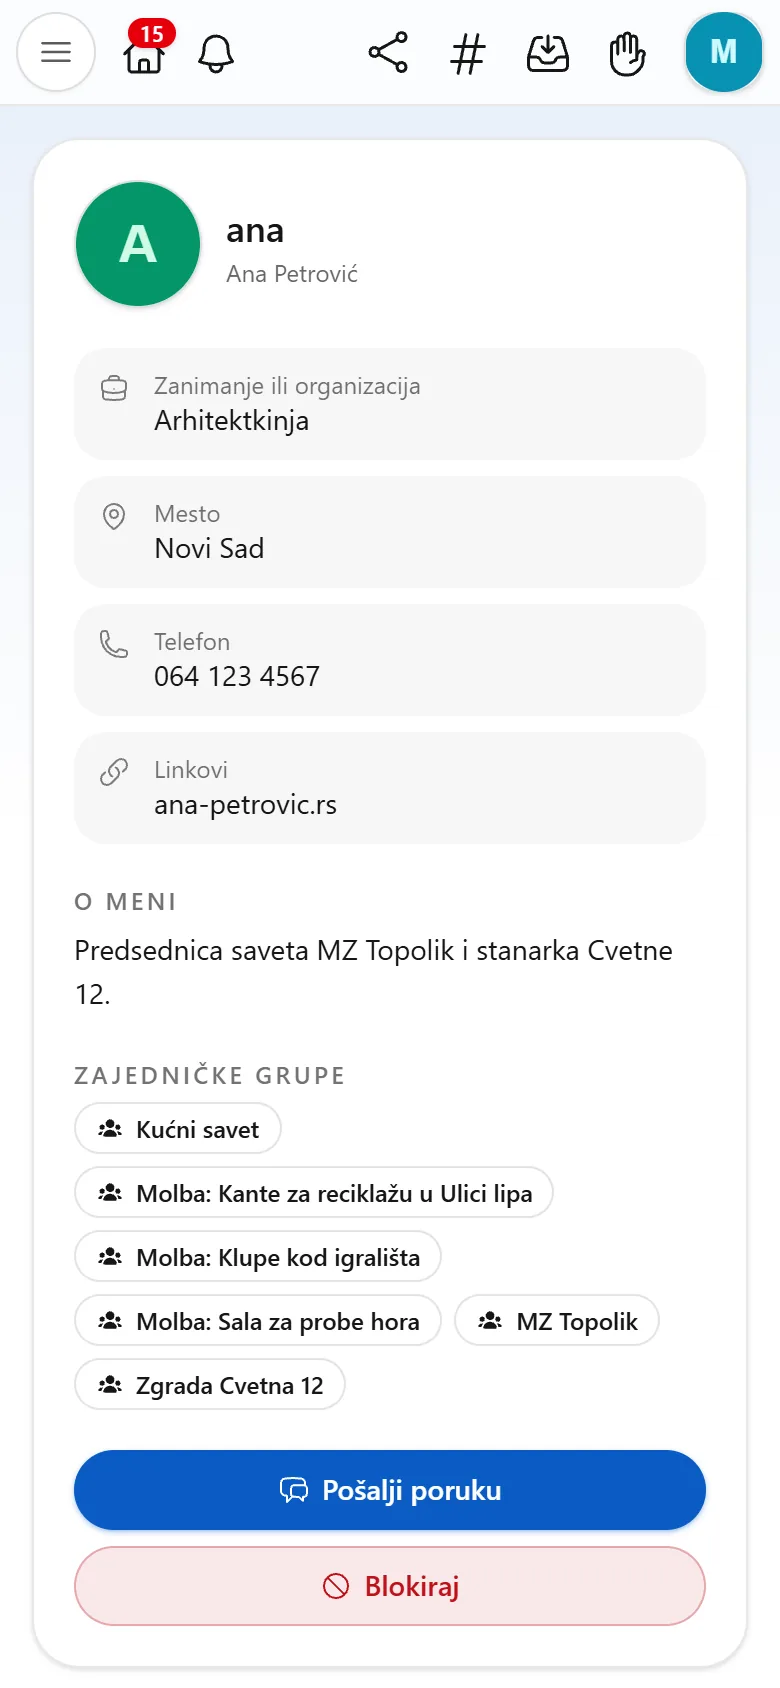 15
M
A
ana
Ana Petrović
Zanimanje ili organizacija
Arhitektkinja
Mesto
Novi Sad
Telefon
064 123 4567
Linkovi
ana-petrovic.rs
O MENI
Predsednica saveta MZ Topolik i stanarka Cvetne
12.
ZAJEDNIČKE GRUPE
Kućni savet
Molba: Kante za reciklažu u Ulici lipa
Molba: Klupe kod igrališta
Molba: Sala za probe hora
MZ Topolik
Zgrada Cvetna 12
Pošalji poruku
Blokiraj